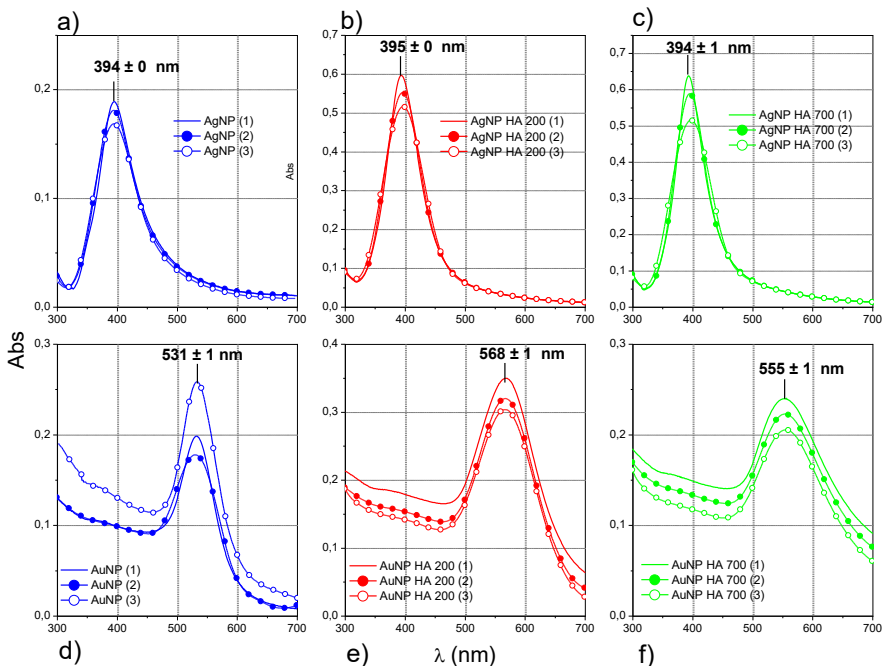 a)
394 ± 0 nm
0,2
0,1
0,0
300 400 500 600 700
AgNP (1)
AgNP (2)
AgNP (3)
Abs
b)
395 ± 0 nm
0,7
0,6
0,5
0,4
0,3
0,2
0,1
0,0
300 400 500 600 700
AgNP HA 200 (1)
AgNP HA 200 (2)
AgNP HA 200 (3)
c)
394 ± 1 nm
0,7
0,6
0,5
0,4
0,3
0,2
0,1
0,0
300 400 500 600 700
AgNP HA 700 (1)
AgNP HA 700 (2)
AgNP HA 700 (3)
Abs
531 ± 1 nm
0,3
0,2
0,1
0,0
300 400 500 600 700
AuNP (1)
AuNP (2)
AuNP (3)
d)
568 ± 1 nm
0,4
0,3
0,2
0,1
0,0
300 400 500 600 700
AuNP HA 200 (1)
AuNP HA 200 (2)
AuNP HA 200 (3)
e)
λ (nm)
555 ± 1 nm
0,3
0,2
0,1
0,0
300 400 500 600 700
AuNP HA 700 (1)
AuNP HA 700 (2)
AuNP HA 700 (3)
f)